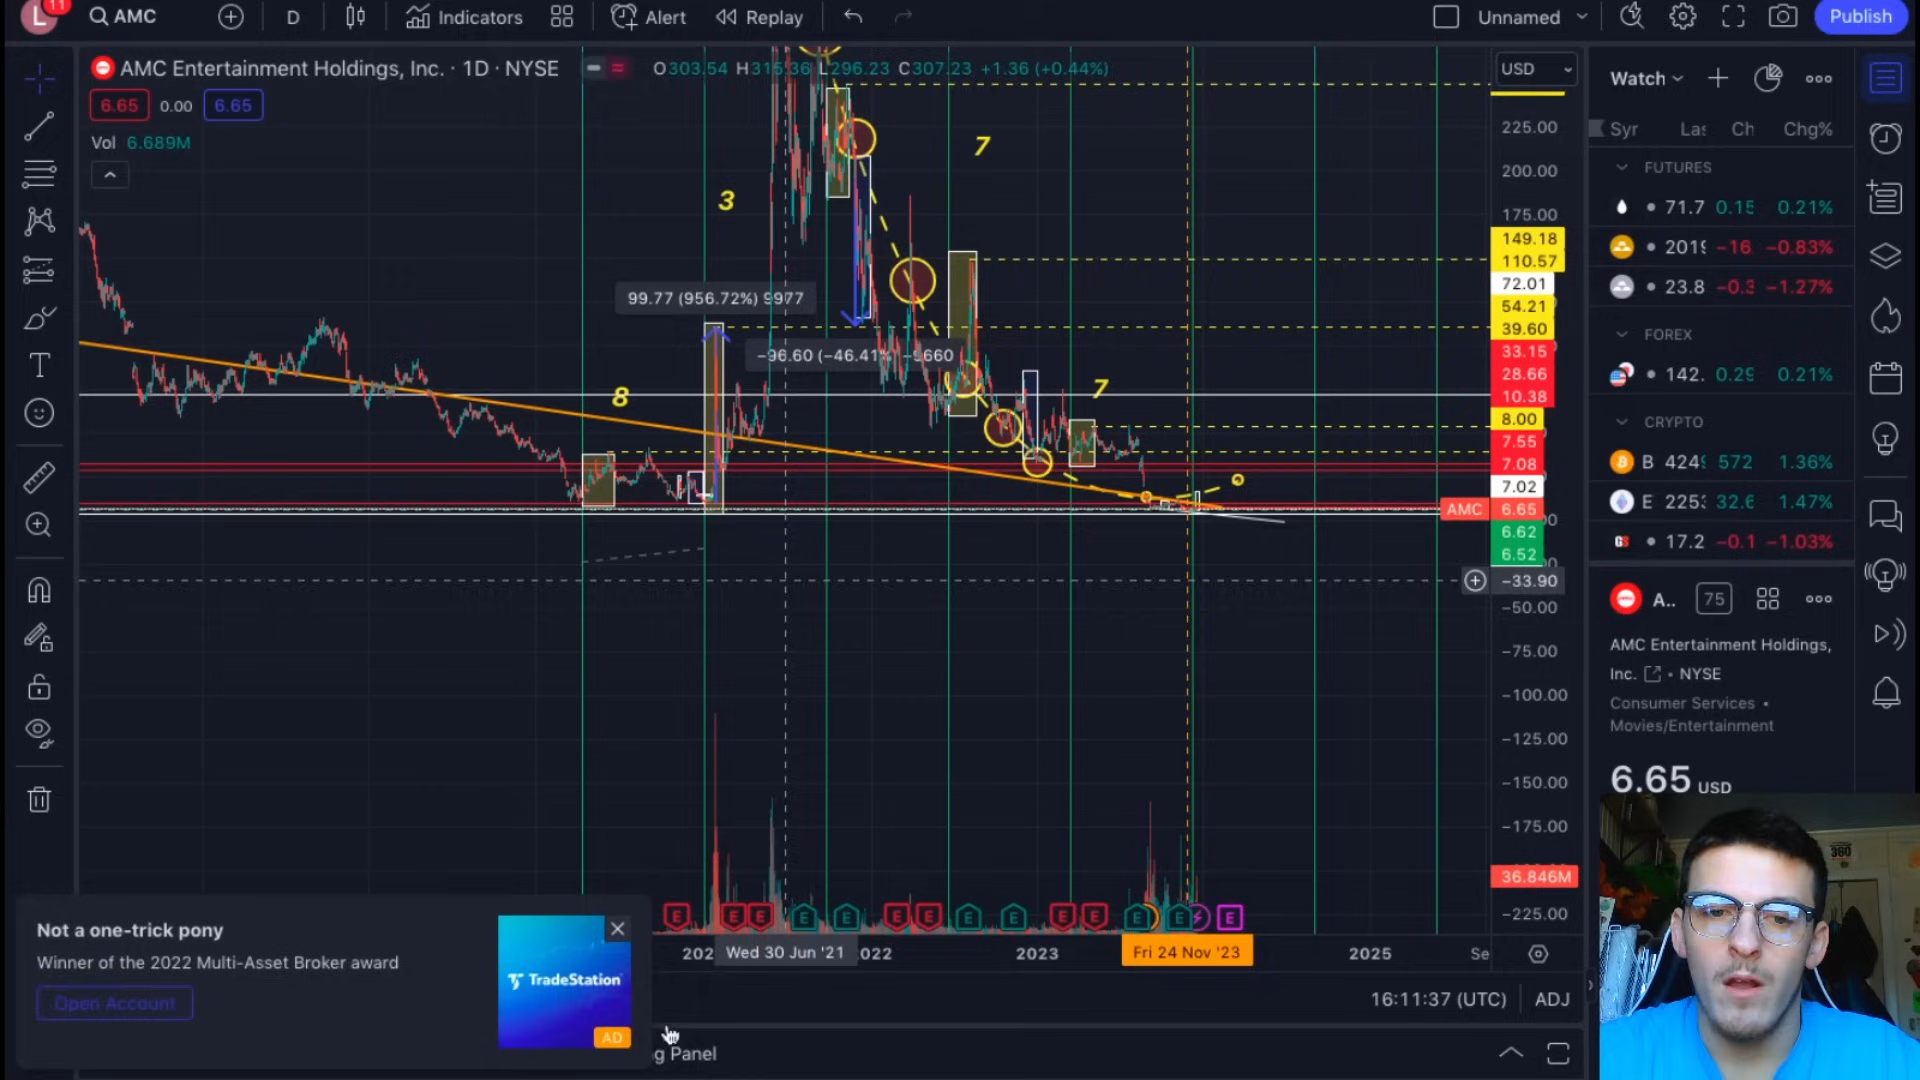 L 11 AMC D Indicators Alert Replay Unnamed Publish
AMC Entertainment Holdings, Inc. · 1D · NYSE
O303.54 H315.36 L296.23 C307.23 +1.36 (+0.44%)
6.65 0.00 6.65
Vol 6.689M
USD
225.00
200.00
175.00
149.18
110.57
72.01
54.21
39.60
33.15
28.66
10.38
8.00
7.55
7.08
7.02
AMC 6.65
6.62
6.52
−33.90
−50.00
−75.00
−100.00
−125.00
−150.00
−175.00
36.846M
−225.00
3
7
8
7
99.77 (956.72%) 9977
−96.60 (−46.41%) −9660
E E E E E E E E E E E E E E
202 Wed 30 Jun '21 022 2023 Fri 24 Nov '23 2025 Se
16:11:37 (UTC) ADJ
g Panel
Not a one-trick pony
Winner of the 2022 Multi-Asset Broker award
Open Account
TradeStation
AD
Watch
Syr Las Ch Chg%
FUTURES
71.7 0.15 0.21%
2019 −16. −0.83%
23.8 −0.3 −1.27%
FOREX
142. 0.29 0.21%
CRYPTO
B 4249 572 1.36%
E 2253 32.6 1.47%
17.2 −0.1 −1.03%
A.. 75
AMC Entertainment Holdings,
Inc. • NYSE
Consumer Services •
Movies/Entertainment
6.65 USD
360